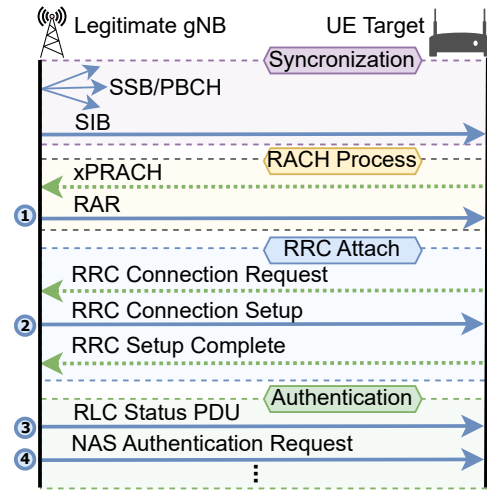 Legitimate gNB
UE Target
Syncronization
SSB/PBCH
SIB
RACH Process
xPRACH
1 RAR
RRC Attach
RRC Connection Request
2 RRC Connection Setup
RRC Setup Complete
Authentication
3 RLC Status PDU
4 NAS Authentication Request
⋮